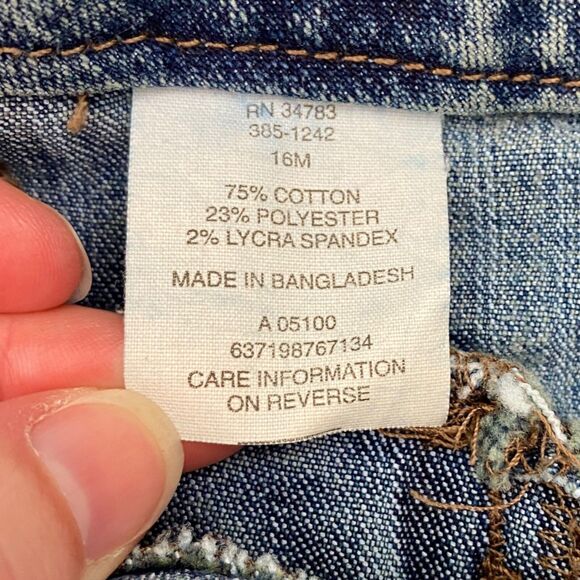 RN 34783
385-1242
16M
75% COTTON
23% POLYESTER
2% LYCRA SPANDEX
MADE IN BANGLADESH
A 05100
637198767134
CARE INFORMATION
ON REVERSE